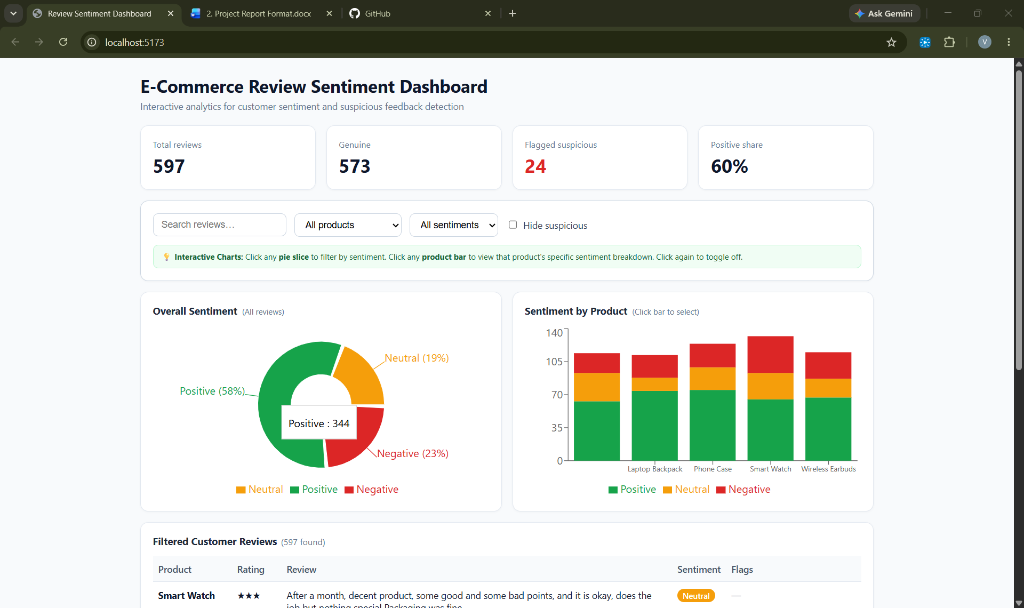 Review Sentiment Dashboard
2. Project Report Format.docx
GitHub
Ask Gemini
localhost:5173
V
E-Commerce Review Sentiment Dashboard
Interactive analytics for customer sentiment and suspicious feedback detection
Total reviews
597
Genuine
573
Flagged suspicious
24
Positive share
60%
Search reviews...
All products
All sentiments
Hide suspicious
Interactive Charts: Click any pie slice to filter by sentiment. Click any product bar to view that product's specific sentiment breakdown. Click again to toggle off.
Overall Sentiment (All reviews)
Neutral (19%)
Positive (58%)
Positive : 344
Negative (23%)
Neutral Positive Negative
Sentiment by Product (Click bar to select)
140
105
70
35
0
Laptop Backpack Phone Case Smart Watch Wireless Earbuds
Positive Neutral Negative
Filtered Customer Reviews (597 found)
Product Rating Review Sentiment Flags
Smart Watch ★★★ After a month, decent product, some good and some bad points, and it is okay, does the Neutral —
job but nothing special Packaging was fine